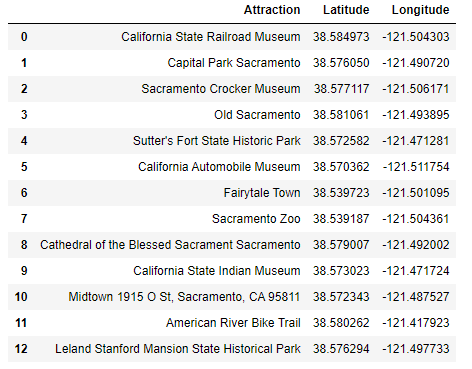 Attraction Latitude Longitude
0 California State Railroad Museum 38.584973 -121.504303
1 Capital Park Sacramento 38.576050 -121.490720
2 Sacramento Crocker Museum 38.577117 -121.506171
3 Old Sacramento 38.581061 -121.493895
4 Sutter's Fort State Historic Park 38.572582 -121.471281
5 California Automobile Museum 38.570362 -121.511754
6 Fairytale Town 38.539723 -121.501095
7 Sacramento Zoo 38.539187 -121.504361
8 Cathedral of the Blessed Sacrament Sacramento 38.579007 -121.492002
9 California State Indian Museum 38.573023 -121.471724
10 Midtown 1915 O St, Sacramento, CA 95811 38.572343 -121.487527
11 American River Bike Trail 38.580262 -121.417923
12 Leland Stanford Mansion State Historical Park 38.576294 -121.497733